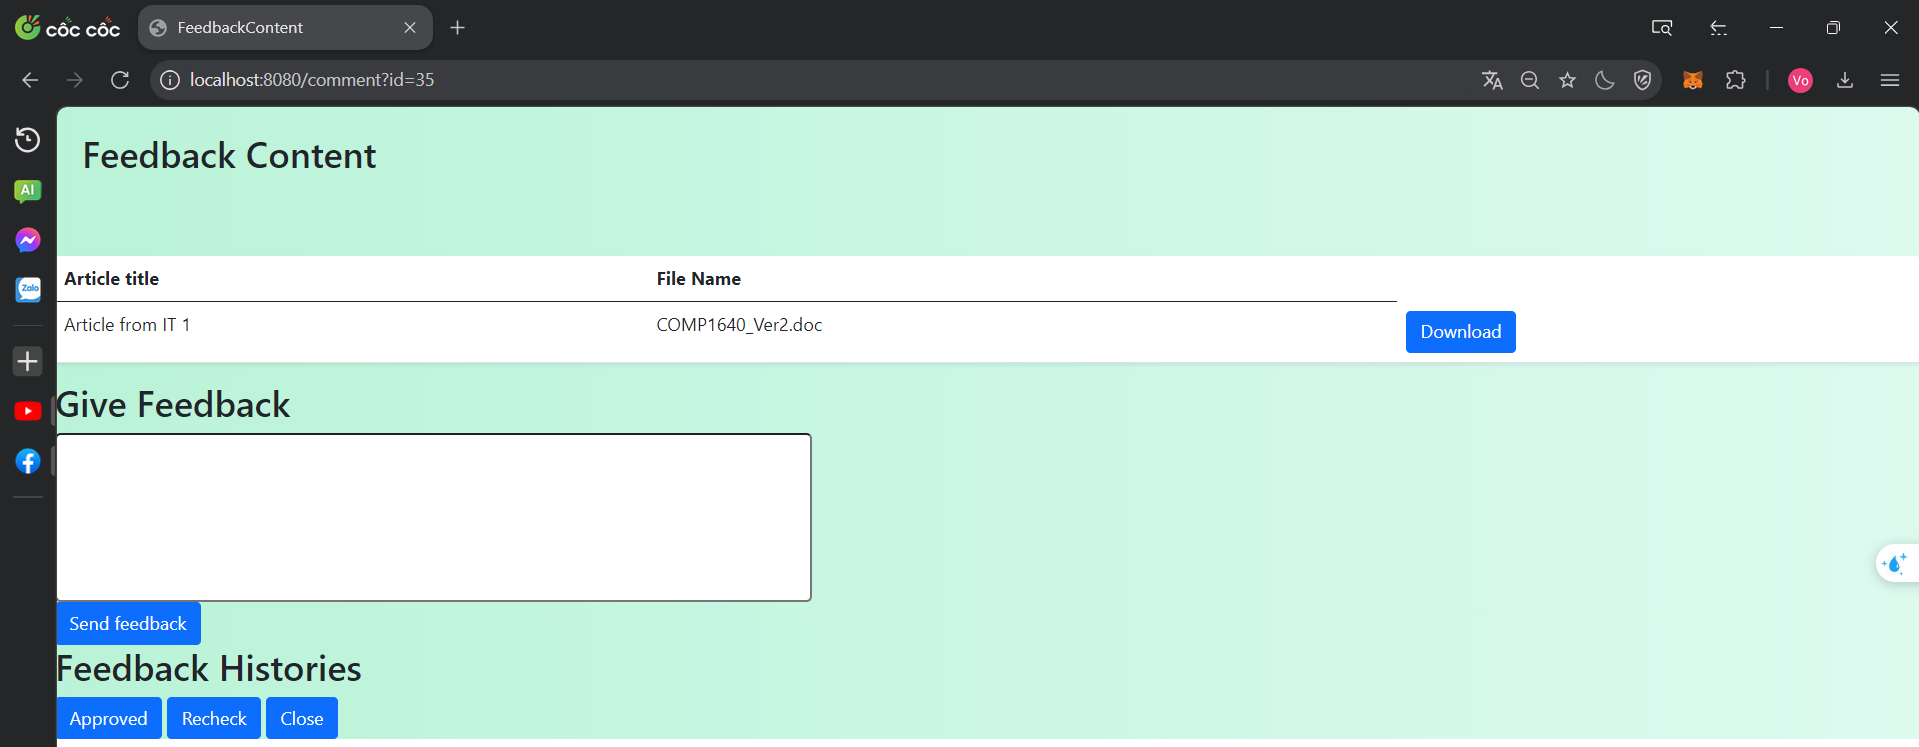 cốc cốc
FeedbackContent
localhost:8080/comment?id=35
Vo
AI
Zalo
Feedback Content
Article title File Name
Article from IT 1 COMP1640_Ver2.doc Download
Give Feedback
Send feedback
Feedback Histories
Approved Recheck Close